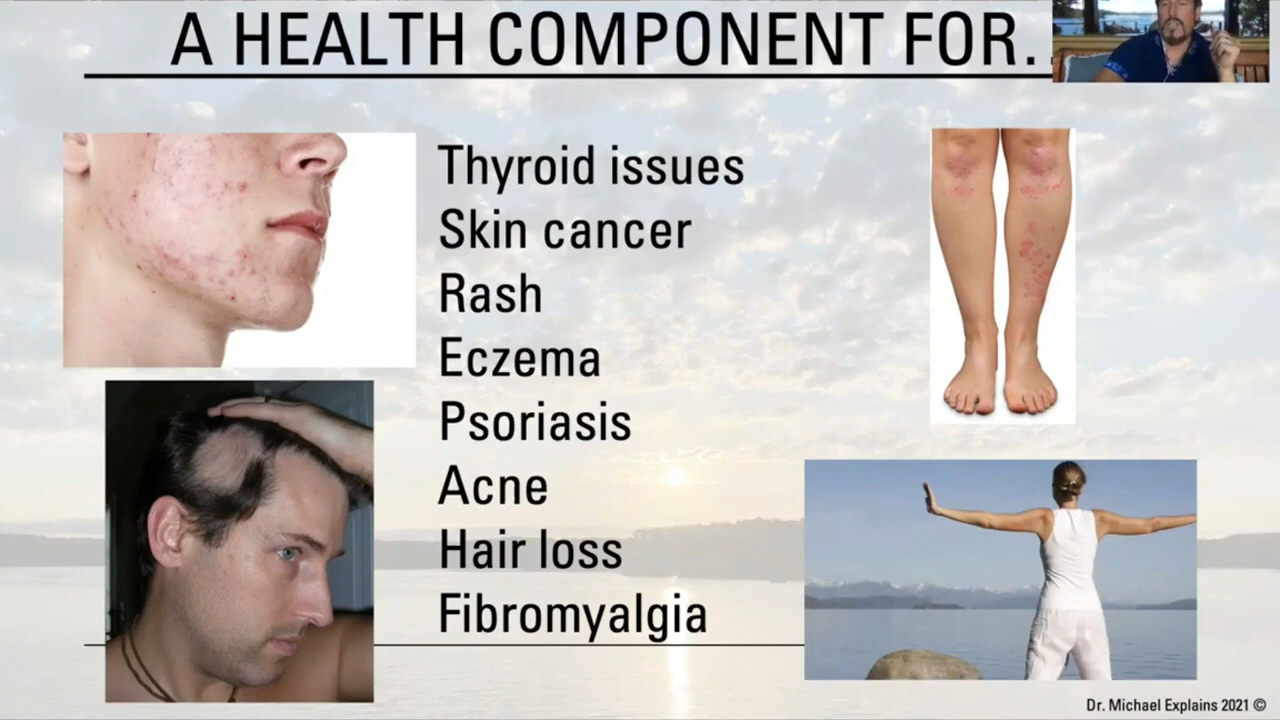 A HEALTH COMPONENT FOR..
Thyroid issues
Skin cancer
Rash
Eczema
Psoriasis
Acne
Hair loss
Fibromyalgia
Dr. Michael Explains 2021 ©